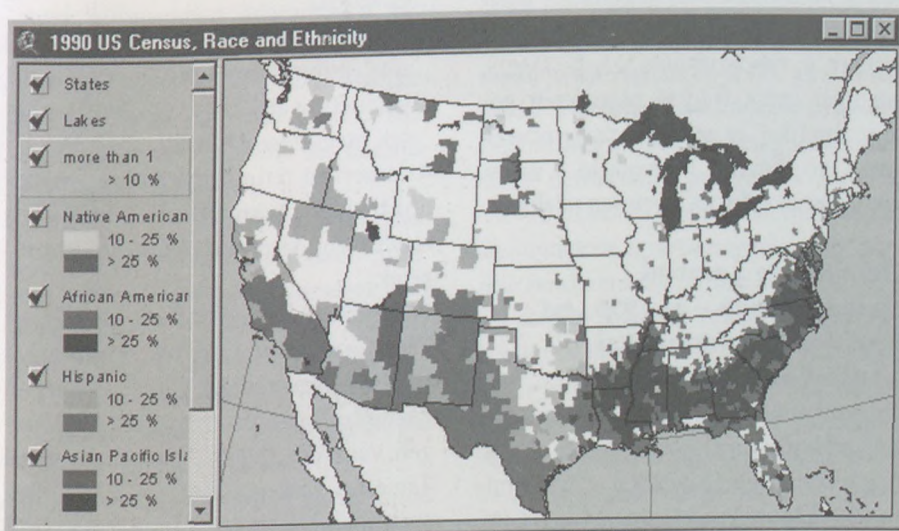 1990 US Census, Race and Ethnicity
States
Lakes
more than 1
> 10 %
Native American
10 - 25 %
> 25 %
African American
10 - 25 %
> 25 %
Hispanic
10 - 25 %
> 25 %
Asian Pacific Isla
10 - 25 %
> 25 %